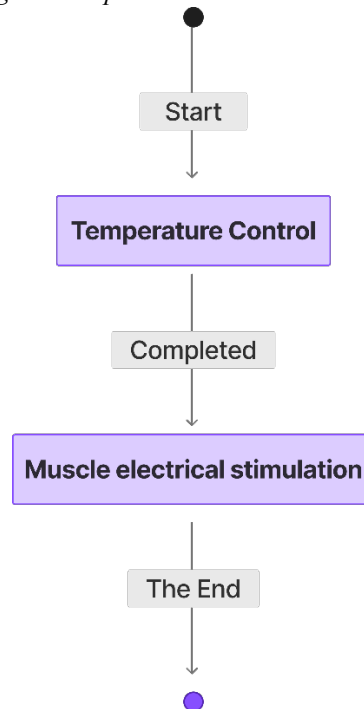 Start
Temperature Control
Completed
Muscle electrical stimulation
The End